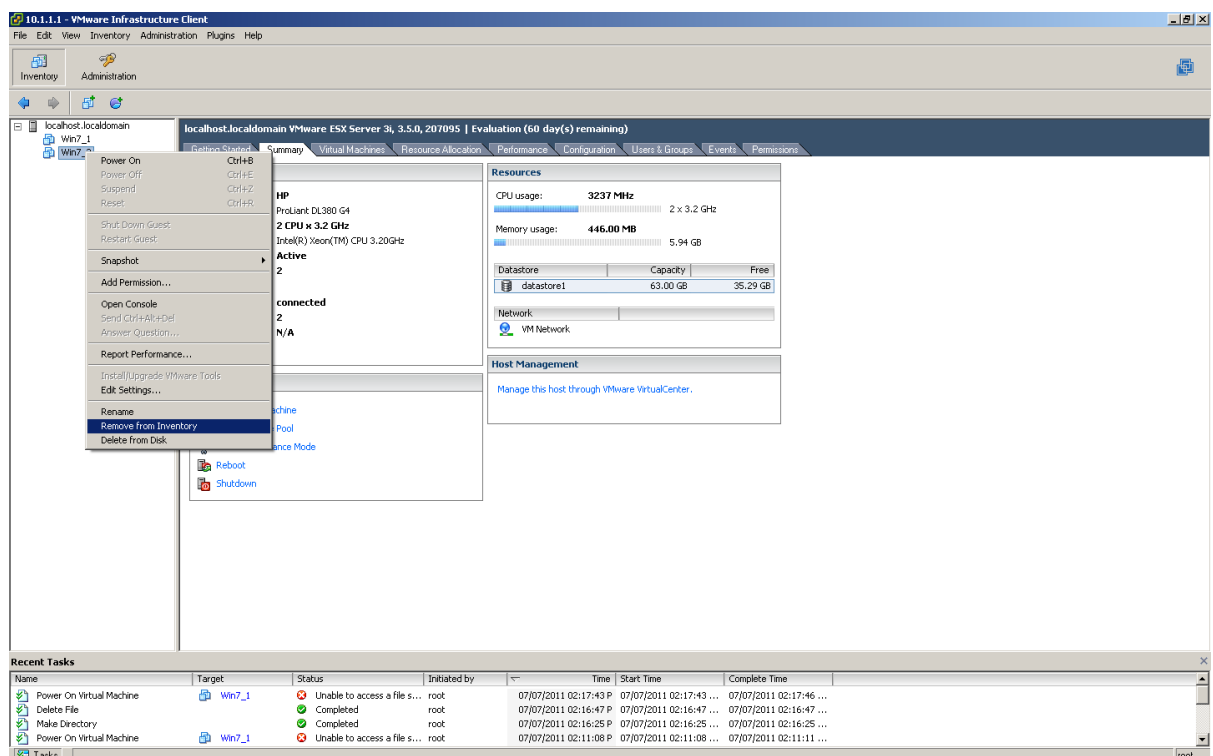 10.1.1.1 - VMware Infrastructure Client
File Edit View Inventory Administration Plugins Help
Inventory Administration
localhost.localdomain
Win7_1
Win7_2
localhost.localdomain VMware ESX Server 3i, 3.5.0, 207095 | Evaluation (60 day(s) remaining)
Getting Started Summary Virtual Machines Resource Allocation Performance Configuration Users & Groups Events Permissions
Power On Ctrl+B
Power Off Ctrl+E
Suspend Ctrl+Z
Reset Ctrl+R
Shut Down Guest
Restart Guest
Snapshot
Add Permission...
Open Console
Send Ctrl+Alt+Del
Answer Question...
Report Performance...
Install/Upgrade VMware Tools
Edit Settings...
Rename
Remove from Inventory
Delete from Disk
HP
ProLiant DL380 G4
2 CPU x 3.2 GHz
Intel(R) Xeon(TM) CPU 3.20GHz
Active
2
connected
2
N/A
achine
Pool
ance Mode
Reboot
Shutdown
Resources
CPU usage: 3237 MHz
2 x 3.2 GHz
Memory usage: 446.00 MB
5.94 GB
Datastore Capacity Free
datastore1 63.00 GB 35.29 GB
Network
VM Network
Host Management
Manage this host through VMware VirtualCenter.
Recent Tasks
Name Target Status Initiated by Time Start Time Complete Time
Power On Virtual Machine Win7_1 Unable to access a file s... root 07/07/2011 02:17:43 P 07/07/2011 02:17:43 ... 07/07/2011 02:17:46 ...
Delete File Completed root 07/07/2011 02:16:47 P 07/07/2011 02:16:47 ... 07/07/2011 02:16:47 ...
Make Directory Completed root 07/07/2011 02:16:25 P 07/07/2011 02:16:25 ... 07/07/2011 02:16:25 ...
Power On Virtual Machine Win7_1 Unable to access a file s... root 07/07/2011 02:11:08 P 07/07/2011 02:11:08 ... 07/07/2011 02:11:11 ...
Tasks root